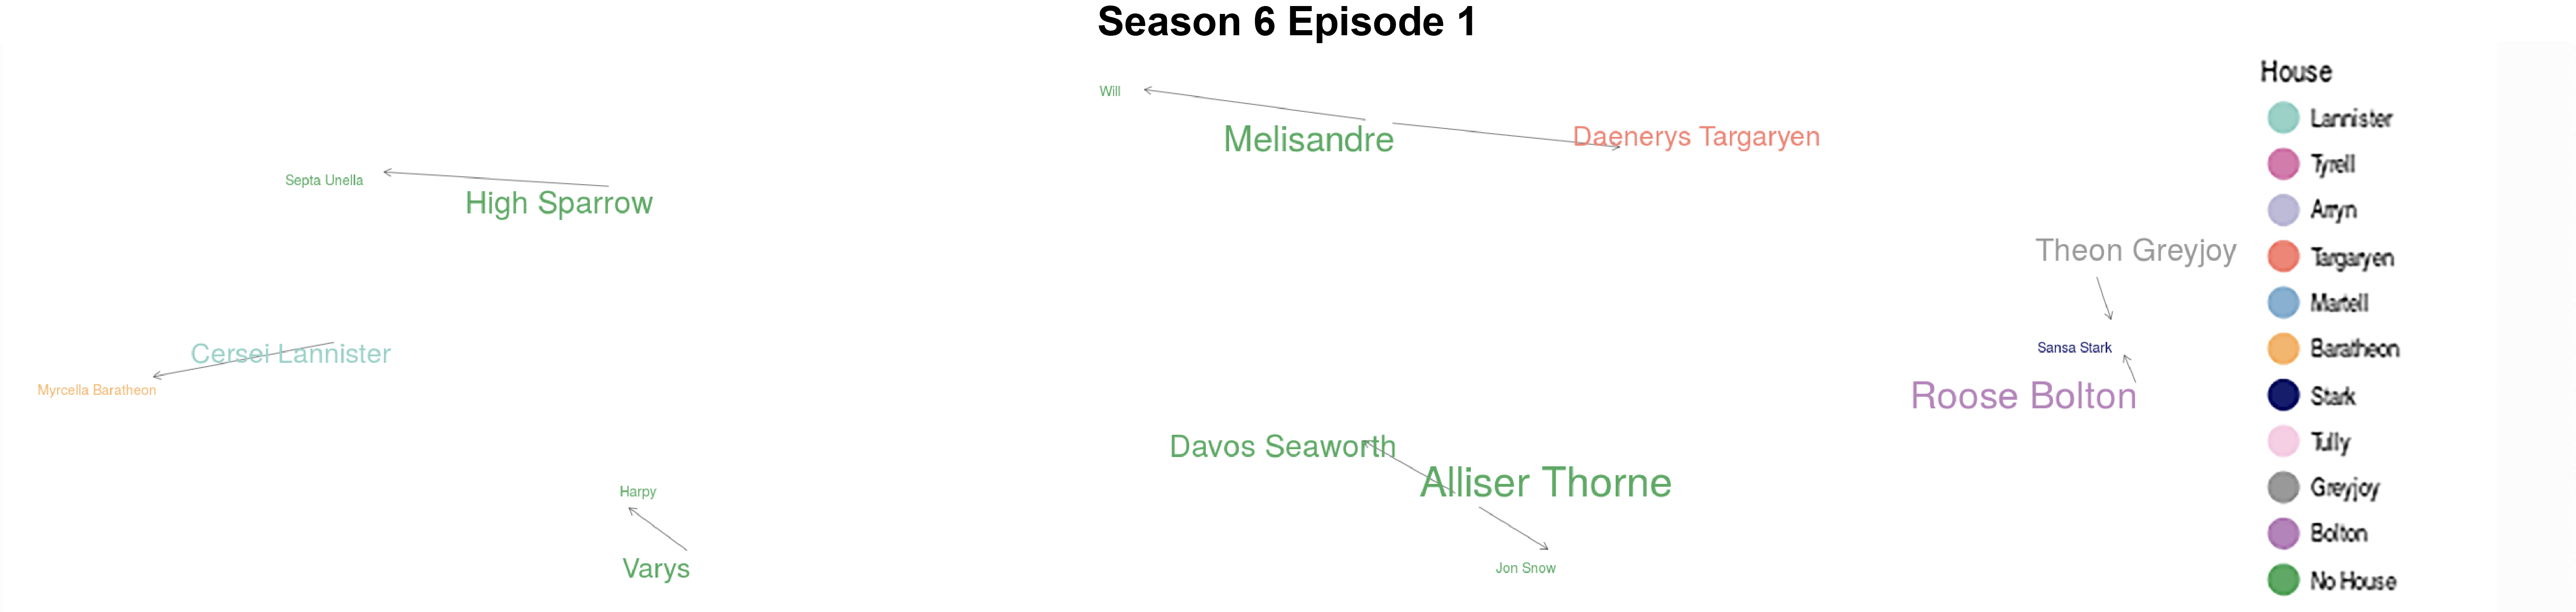 Season 6 Episode 1
Will
Melisandre
Daenerys Targaryen
Septa Unella
High Sparrow
Theon Greyjoy
Cersei Lannister
Sansa Stark
Myrcella Baratheon
Roose Bolton
Davos Seaworth
Alliser Thorne
Harpy
Varys
Jon Snow
House
Lannister
Tyrell
Arryn
Targaryen
Martell
Baratheon
Stark
Tully
Greyjoy
Bolton
No House